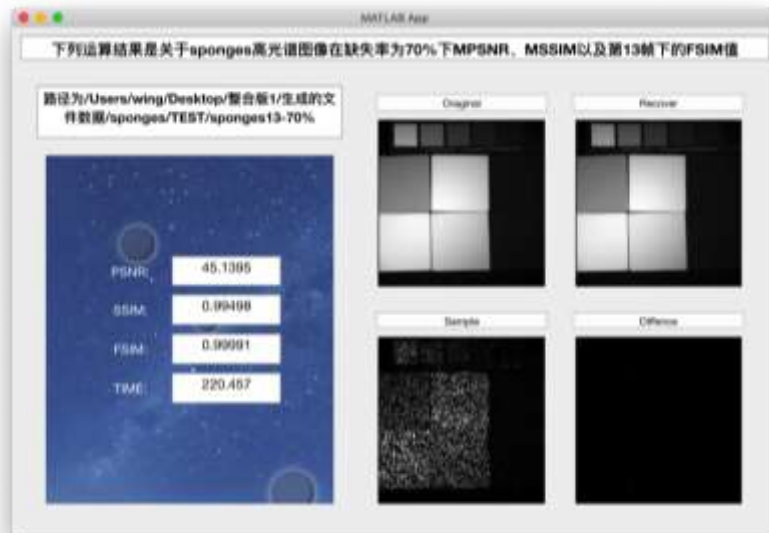 MATLAB App
下列运算结果是关于sponges高光谱图像在缺失率为70%下MPSNR、MSSIM以及第13帧下的FSIM值
路径为/Users/wing/Desktop/整合版1/生成的文
件数据/sponges/TEST/sponges13-70%
PSNR:
45.1395
SSIM:
0.99498
FSIM:
0.99991
TIME:
220.457
Oraginal
Recover
Sample
Diffence